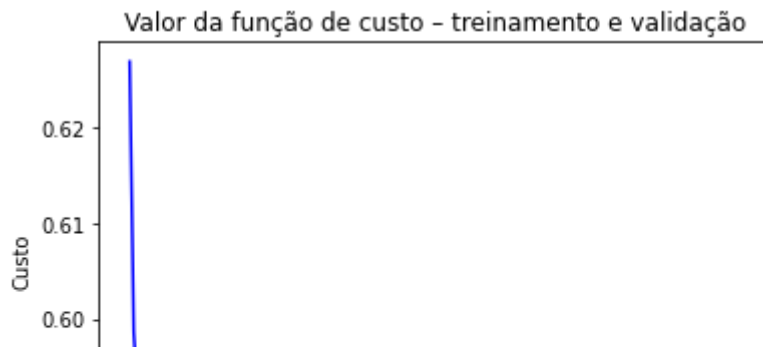 Valor da função de custo – treinamento e validação
0.62
0.61
Custo
0.60